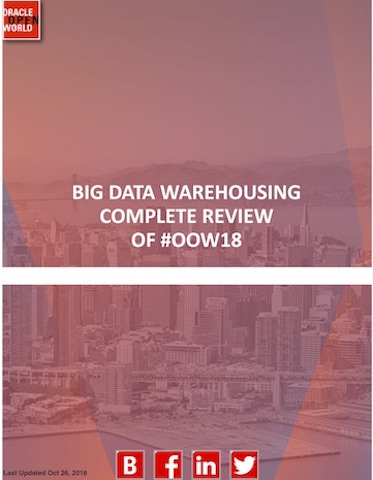 ORACLE
OPEN
WORLD
BIG DATA WAREHOUSING
COMPLETE REVIEW
OF #OOW18
Last Updated Oct 26, 2018
B f in